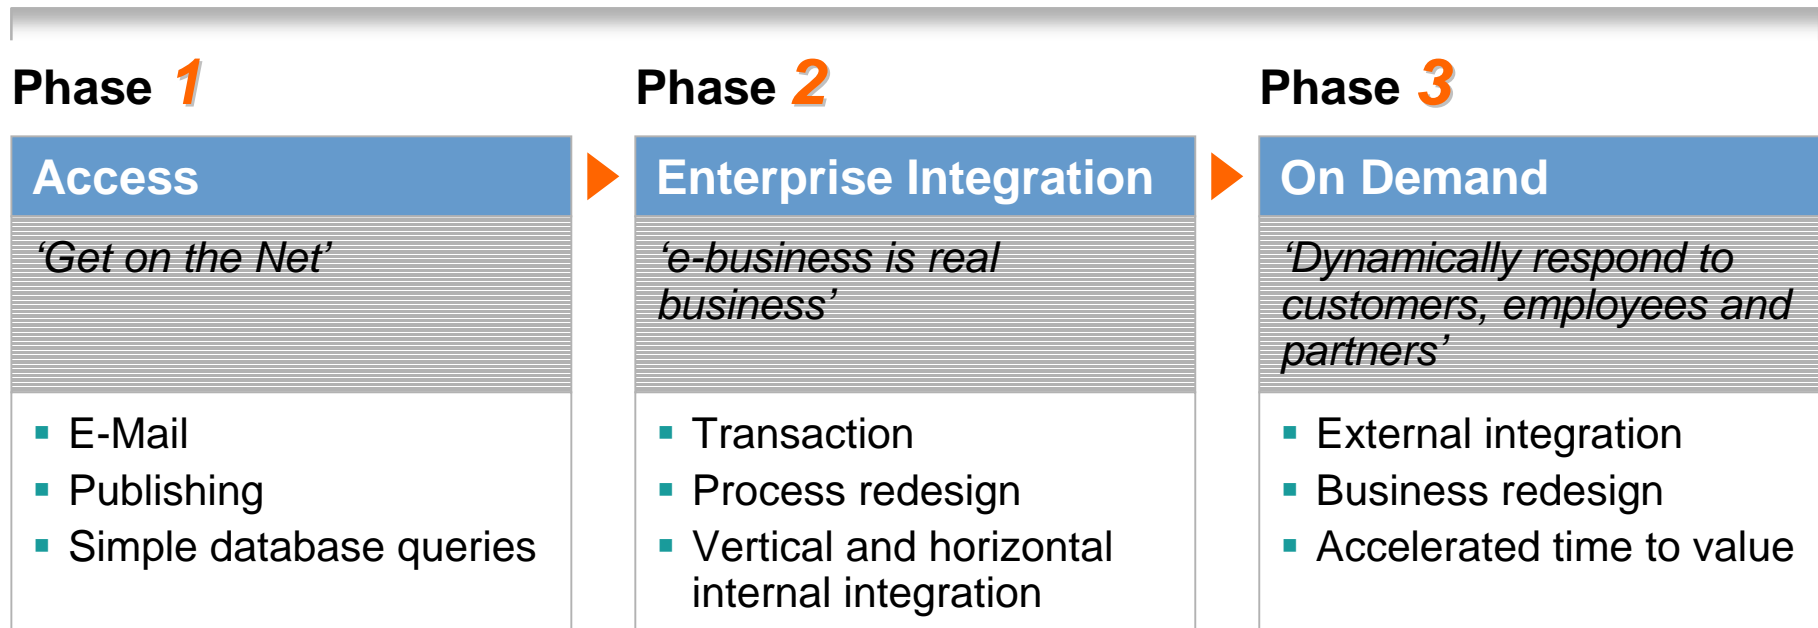 Phase 1
Access
‘Get on the Net’
▪ E-Mail
▪ Publishing
▪ Simple database queries
Phase 2
Enterprise Integration
‘e-business is real
business’
▪ Transaction
▪ Process redesign
▪ Vertical and horizontal
internal integration
Phase 3
On Demand
‘Dynamically respond to
customers, employees and
partners’
▪ External integration
▪ Business redesign
▪ Accelerated time to value